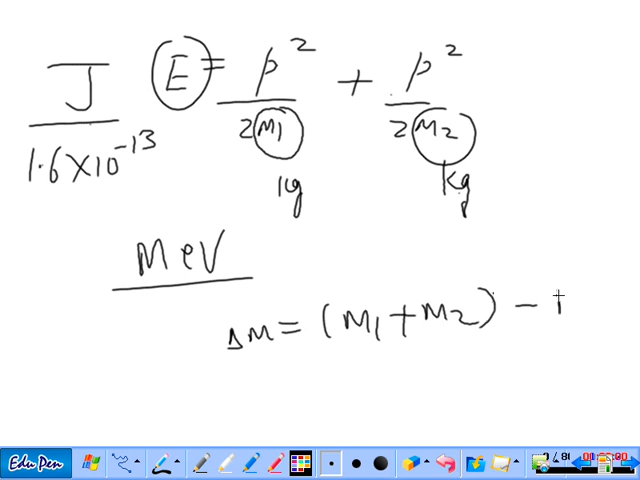 J/1.6×10⁻¹³ E = p²/2M1 + p²/2M2
kg kg
MeV
ΔM = (M1 + M2) −
Edu Pen